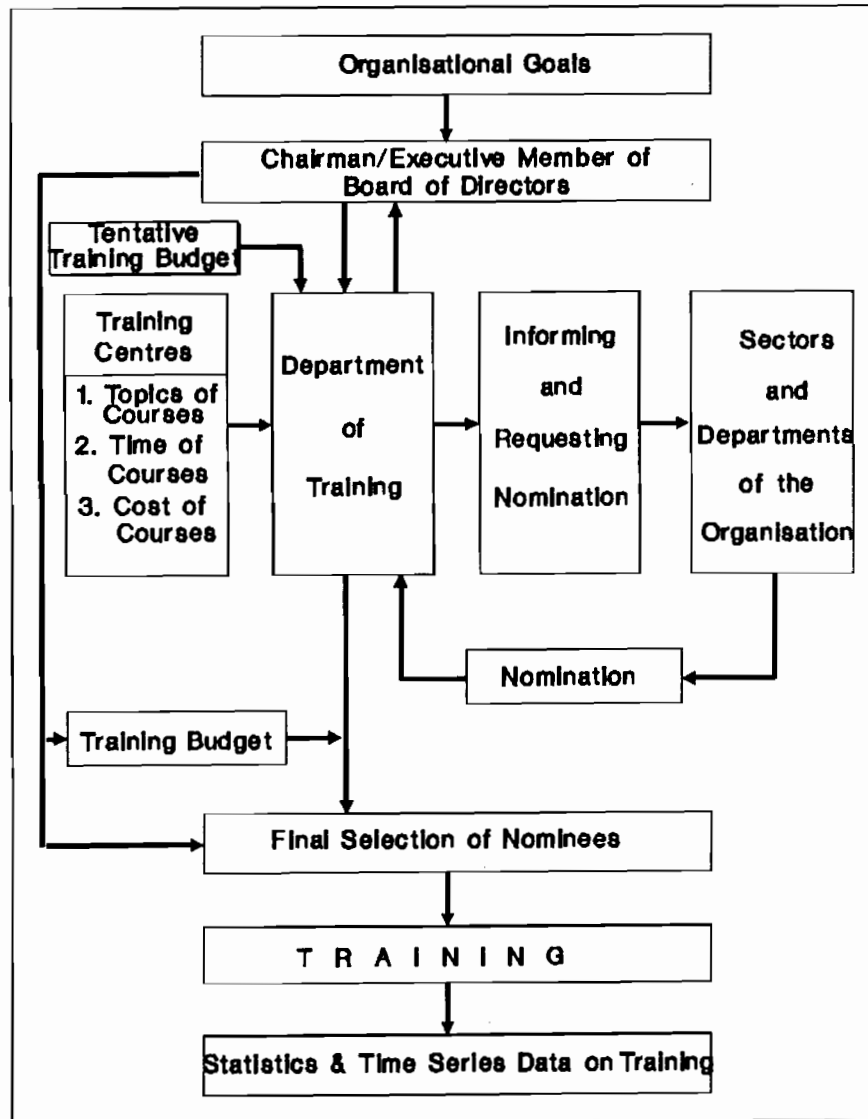 Organisational Goals
Chairman/Executive Member of
Board of Directors
Tentative
Training Budget
Training
Centres
1. Topics of
Courses
2. Time of
Courses
3. Cost of
Courses
Department
of
Training
Informing
and
Requesting
Nomination
Sectors
and
Departments
of the
Organisation
Nomination
Training Budget
Final Selection of Nominees
T R A I N I N G
Statistics & Time Series Data on Training